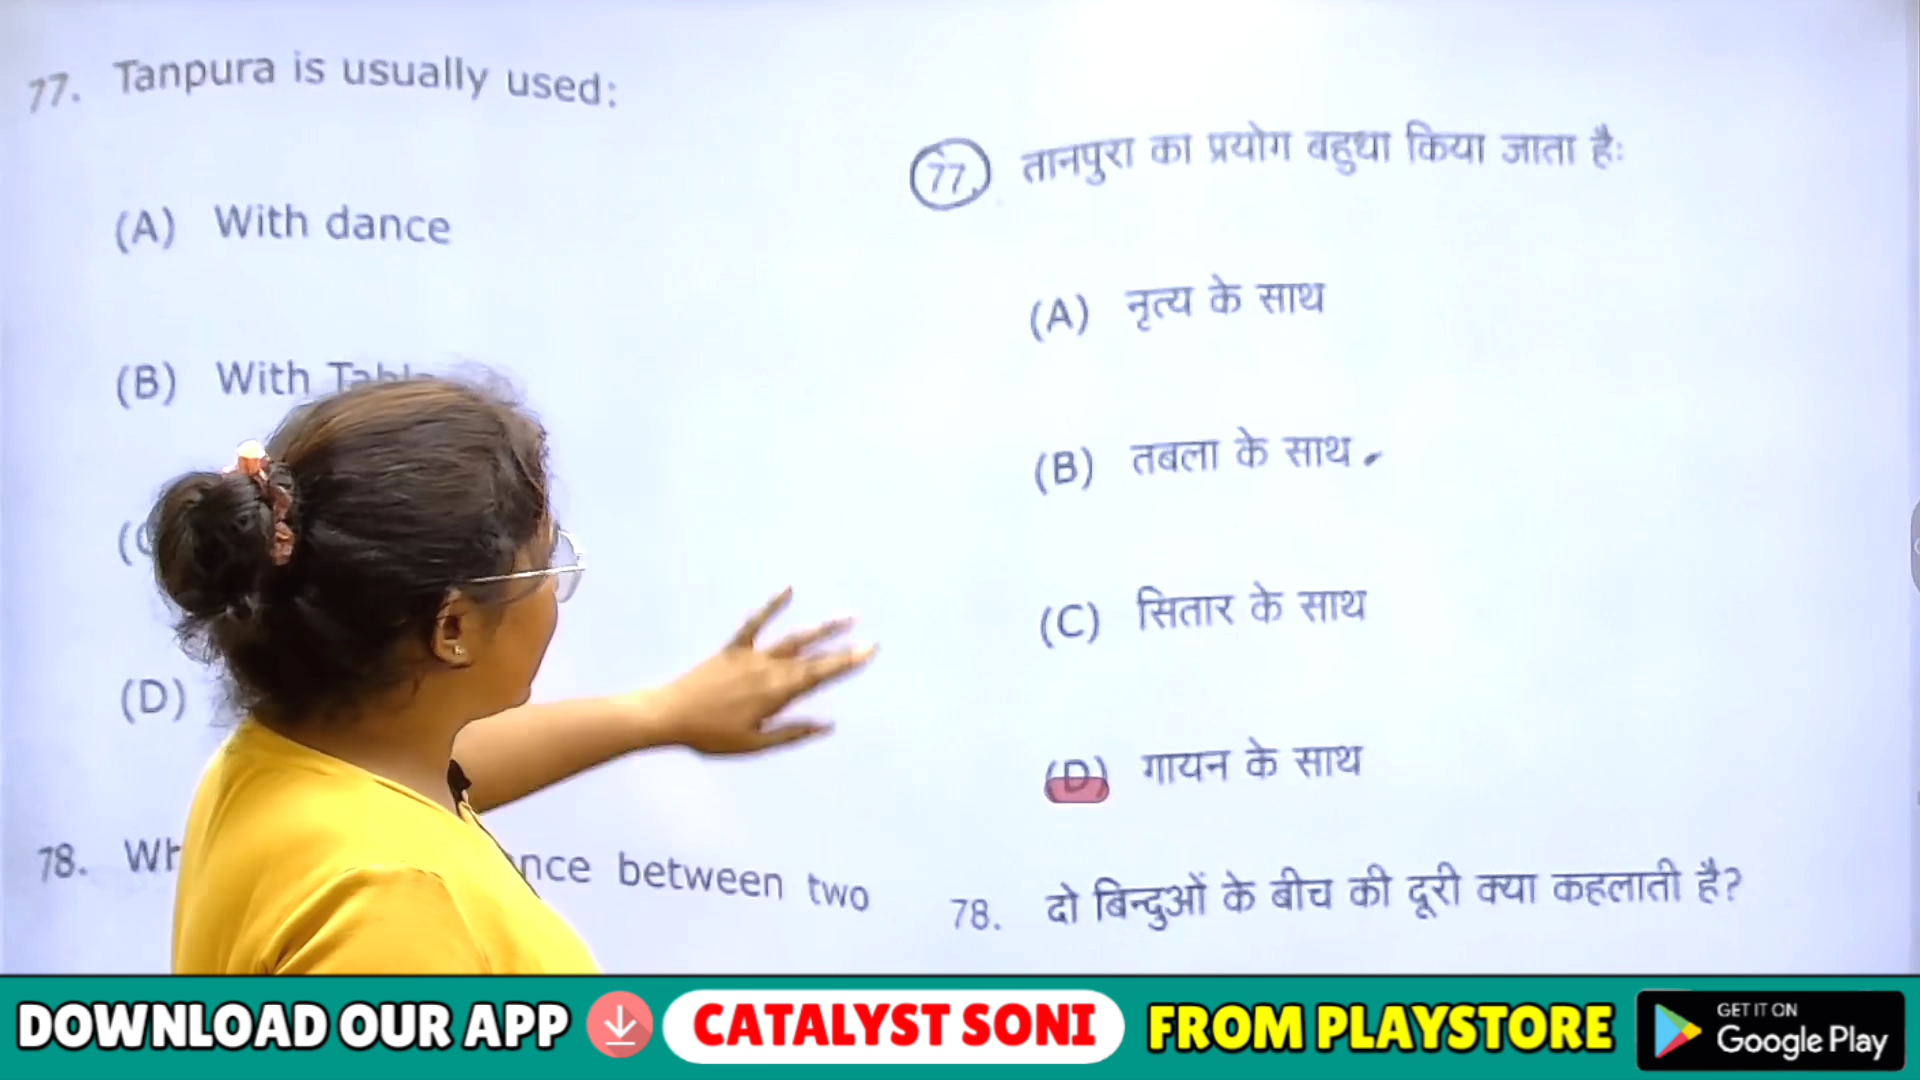 77. Tanpura is usually used:
(A) With dance
(B) With
(D)
78. between two
77. तानपुरा का प्रयोग बहुधा किया जाता है:
(A) नृत्य के साथ
(B) तबला के साथ
(C) सितार के साथ
(D) गायन के साथ
78. दो बिन्दुओं के बीच की दूरी क्या कहलाती है?
DOWNLOAD OUR APP CATALYST SONI FROM PLAYSTORE
GET IT ON
Google Play